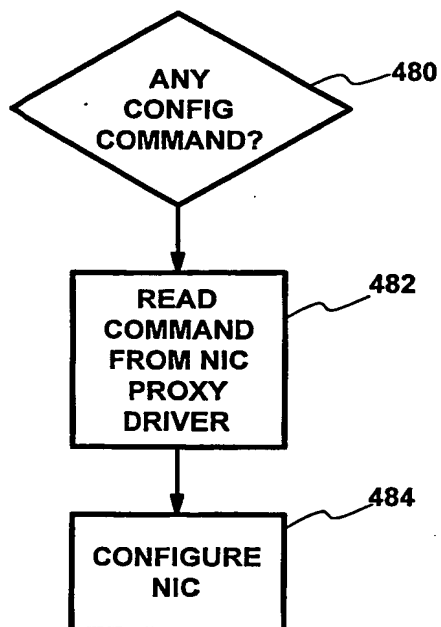 ANY
CONFIG
COMMAND?
480
READ
COMMAND
FROM NIC
PROXY
DRIVER
482
CONFIGURE
NIC
484